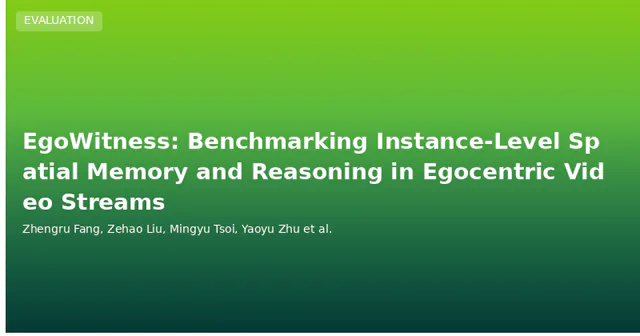 EVALUATION
EgoWitness: Benchmarking Instance-Level Sp
atial Memory and Reasoning in Egocentric Vid
eo Streams
Zhengru Fang, Zehao Liu, Mingyu Tsoi, Yaoyu Zhu et al.